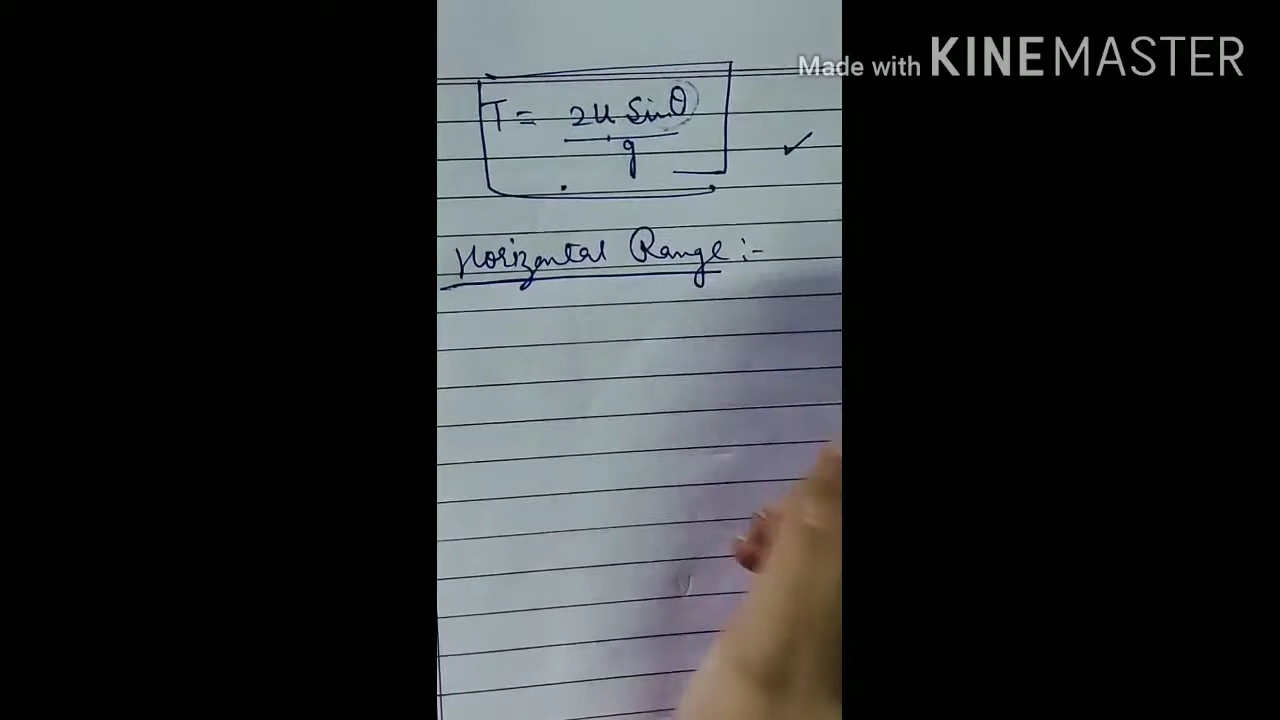 Made with KINEMASTER
T = 2u Sinθ
g
Horizontal Range :-